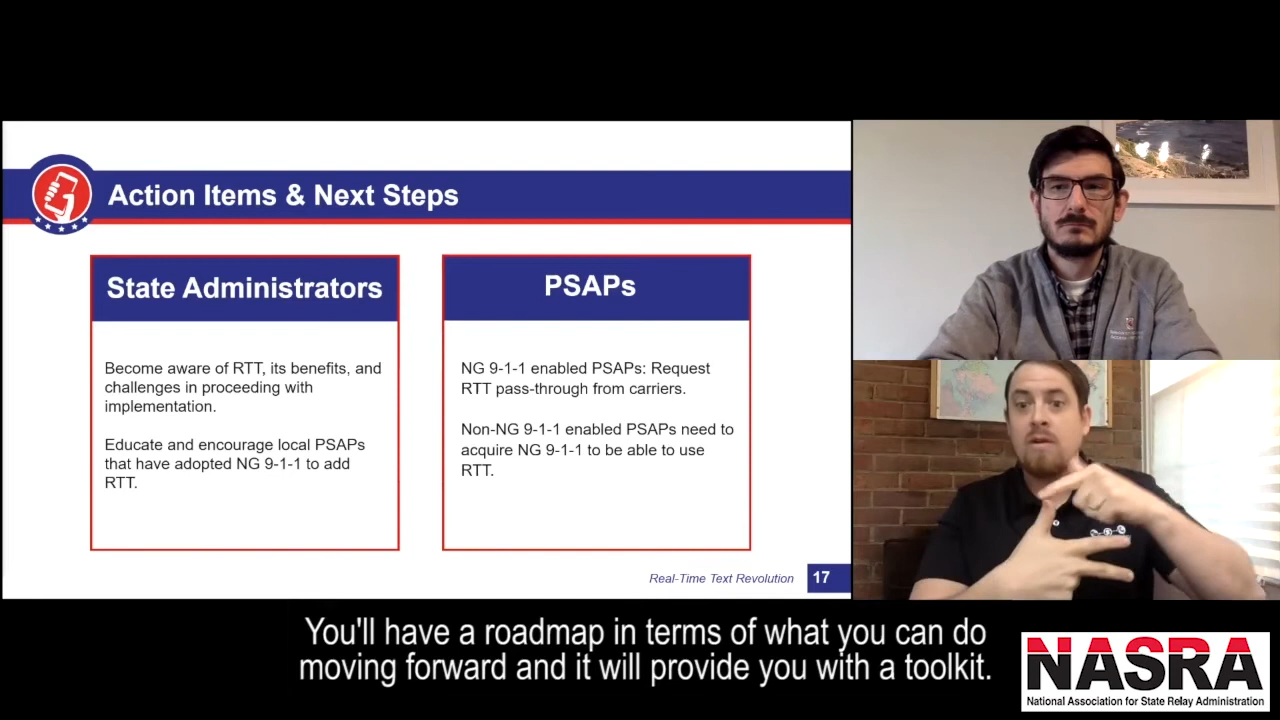 Action Items & Next Steps
State Administrators
Become aware of RTT, its benefits, and
challenges in proceeding with
implementation.
Educate and encourage local PSAPs
that have adopted NG 9-1-1 to add
RTT.
PSAPs
NG 9-1-1 enabled PSAPs: Request
RTT pass-through from carriers.
Non-NG 9-1-1 enabled PSAPs need to
acquire NG 9-1-1 to be able to use
RTT.
Real-Time Text Revolution 17
You'll have a roadmap in terms of what you can do
moving forward and it will provide you with a toolkit.
NASRA
National Association for State Relay Administration